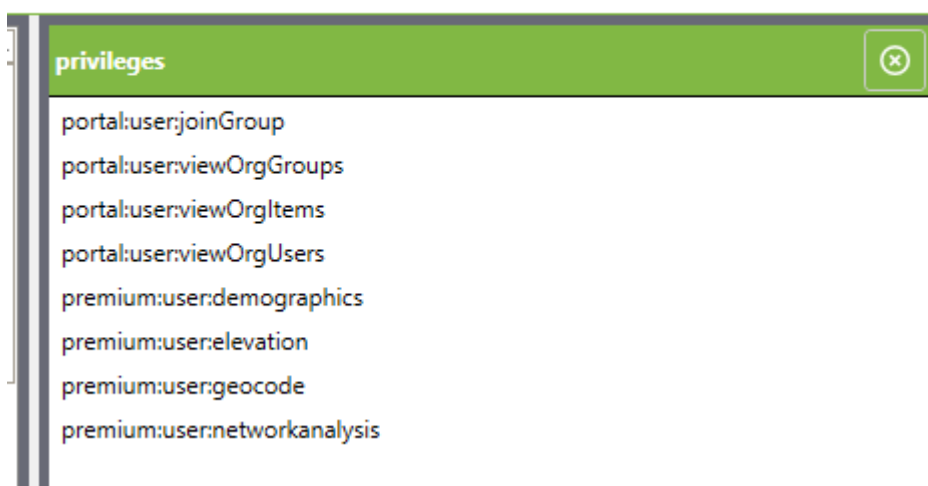 privileges
portal:user:joinGroup
portal:user:viewOrgGroups
portal:user:viewOrgItems
portal:user:viewOrgUsers
premium:user:demographics
premium:user:elevation
premium:user:geocode
premium:user:networkanalysis